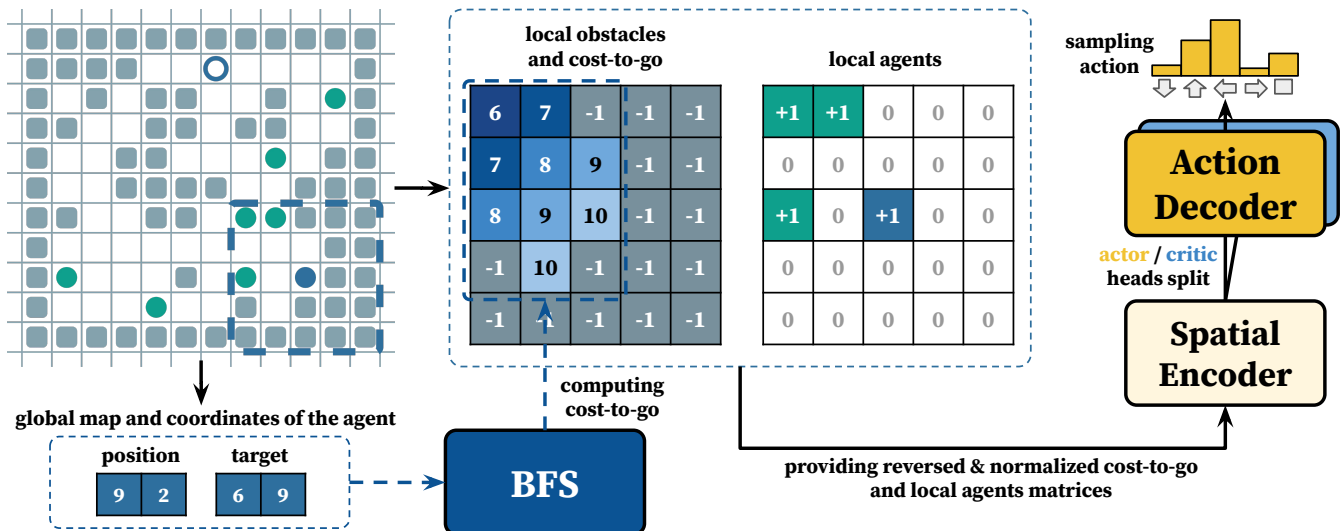 local obstacles
and cost-to-go
local agents
sampling
action
6 7 -1 -1 -1
7 8 9 -1 -1
8 9 10 -1 -1
-1 10 -1 -1 -1
-1 -1 -1 -1 -1
+1 +1 0 0 0
0 0 0 0 0
+1 0 +1 0 0
0 0 0 0 0
0 0 0 0 0
Action
Decoder
actor / critic
heads split
Spatial
Encoder
computing
cost-to-go
global map and coordinates of the agent
position target
9 2 6 9
BFS
providing reversed & normalized cost-to-go
and local agents matrices